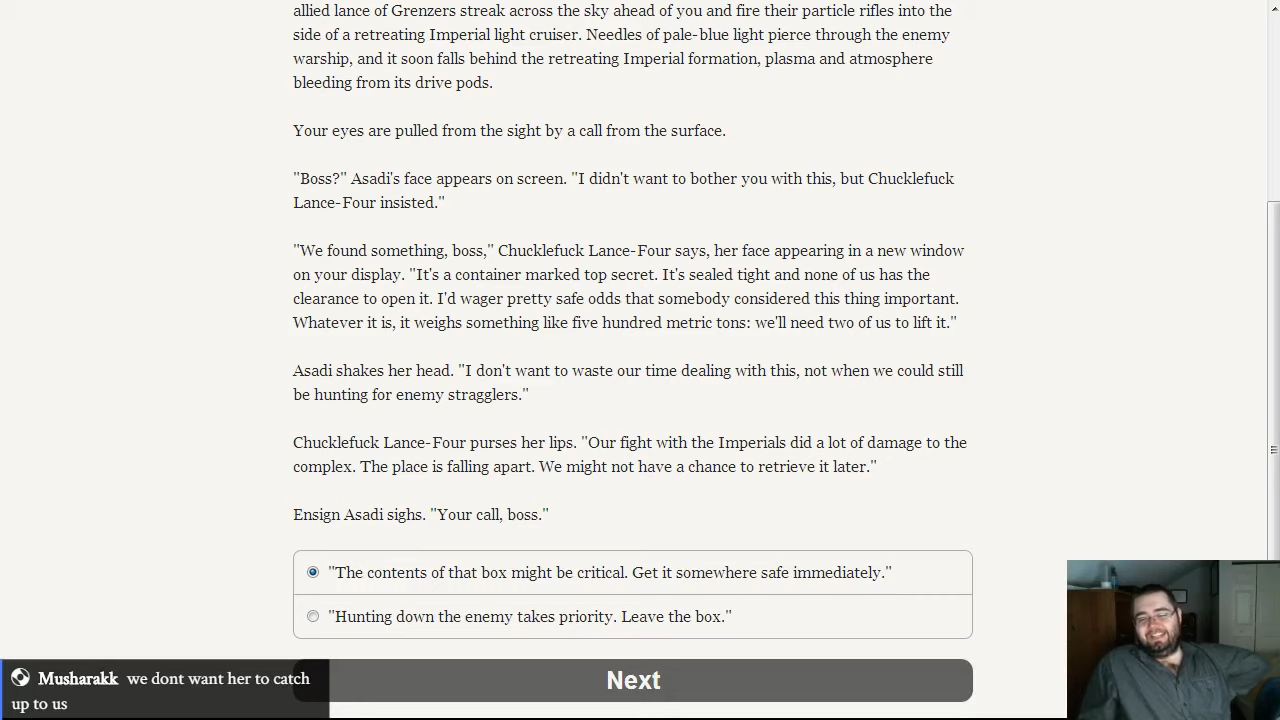 allied lance of Grenzers streak across the sky ahead of you and fire their particle rifles into the
side of a retreating Imperial light cruiser. Needles of pale-blue light pierce through the enemy
warship, and it soon falls behind the retreating Imperial formation, plasma and atmosphere
bleeding from its drive pods.
Your eyes are pulled from the sight by a call from the surface.
"Boss?" Asadi's face appears on screen. "I didn't want to bother you with this, but Chucklefuck
Lance-Four insisted."
"We found something, boss," Chucklefuck Lance-Four says, her face appearing in a new window
on your display. "It's a container marked top secret. It's sealed tight and none of us has the
clearance to open it. I'd wager pretty safe odds that somebody considered this thing important.
Whatever it is, it weighs something like five hundred metric tons: we'll need two of us to lift it."
Asadi shakes her head. "I don't want to waste our time dealing with this, not when we could still
be hunting for enemy stragglers."
Chucklefuck Lance-Four purses her lips. "Our fight with the Imperials did a lot of damage to the
complex. The place is falling apart. We might not have a chance to retrieve it later."
Ensign Asadi sighs. "Your call, boss."
"The contents of that box might be critical. Get it somewhere safe immediately."
"Hunting down the enemy takes priority. Leave the box."
Next
Musharakk we dont want her to catch
up to us